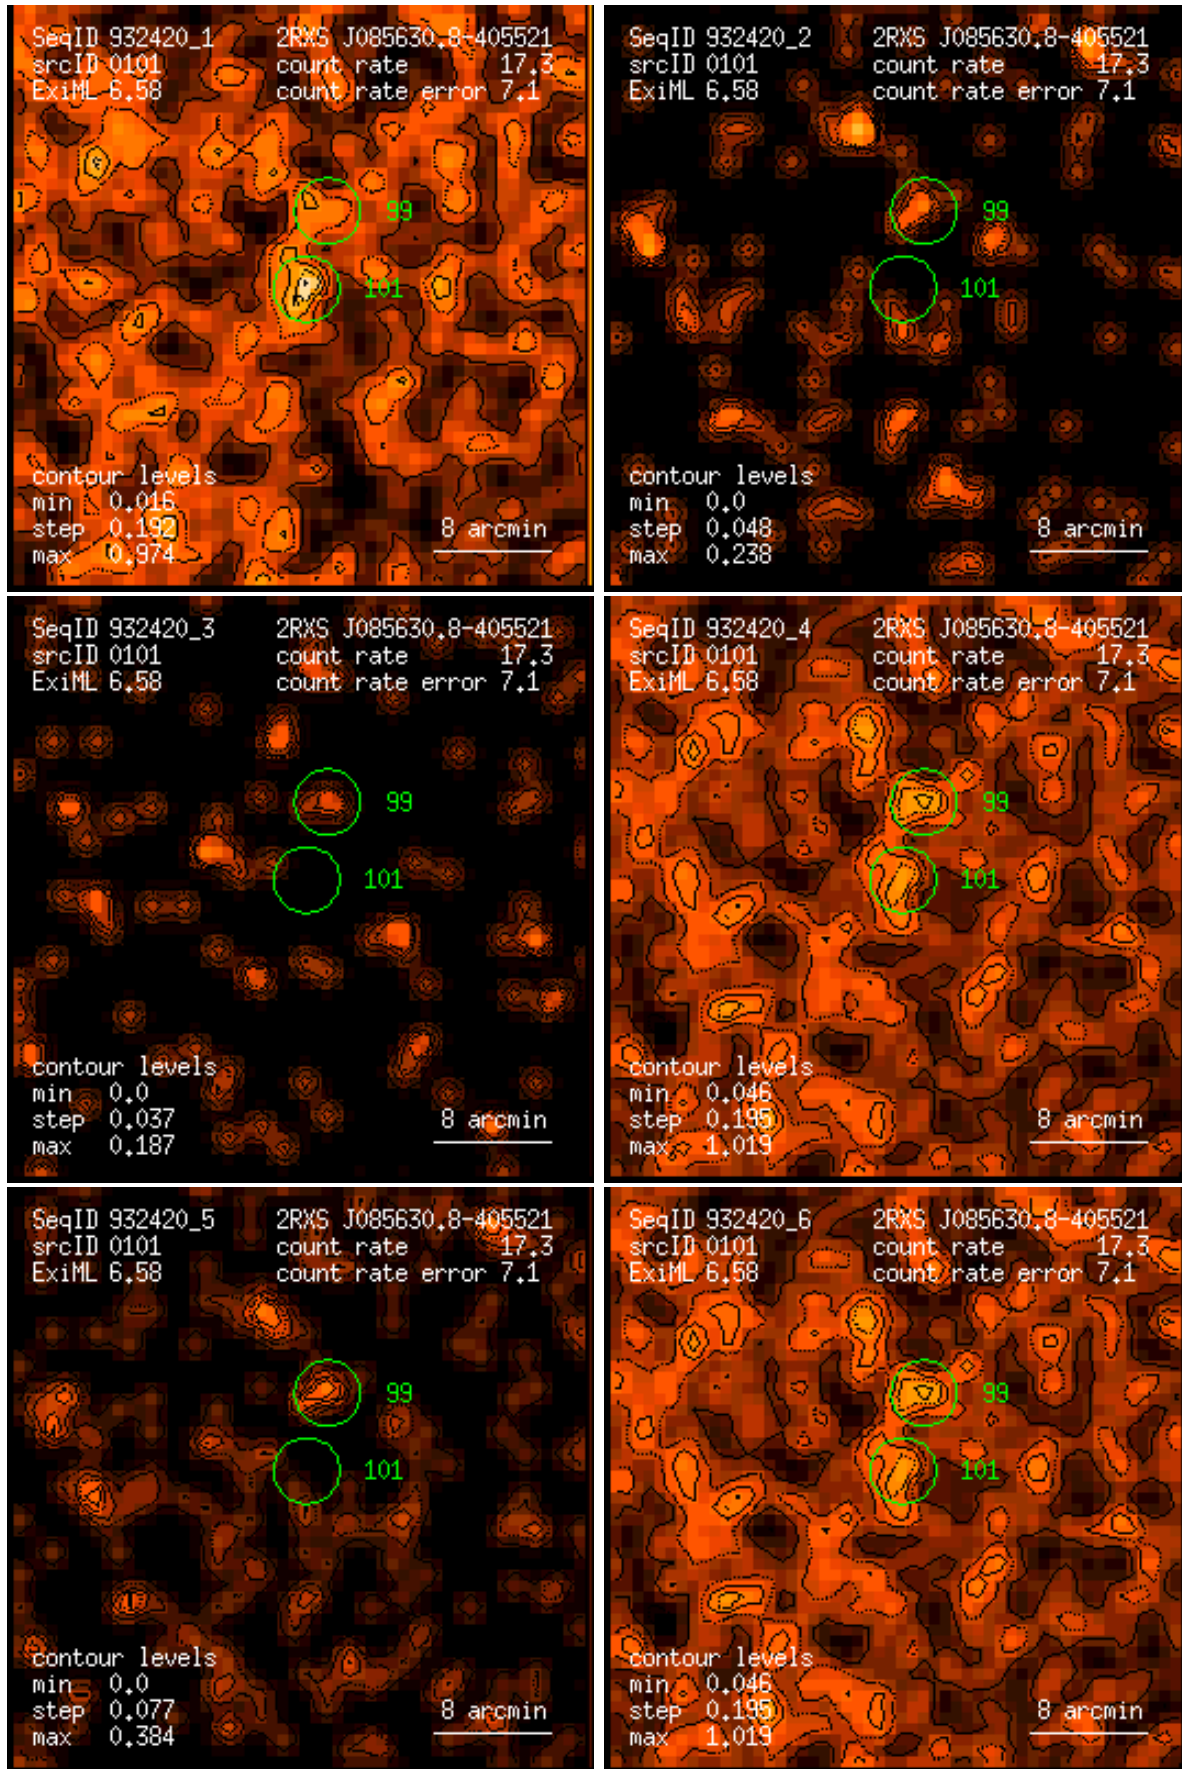 SeqID 932420_1 2RXS J085630.8-405521
srcID 0101 count rate 17.3
ExiML 6.58 count rate error 7.1
99
101
contour levels
min 0.016
step 0.192 8 arcmin
max 0.974
SeqID 932420_2 2RXS J085630.8-405521
srcID 0101 count rate 17.3
ExiML 6.58 count rate error 7.1
99
101
contour levels
min 0.0
step 0.048 8 arcmin
max 0.238
SeqID 932420_3 2RXS J085630.8-405521
srcID 0101 count rate 17.3
ExiML 6.58 count rate error 7.1
99
101
contour levels
min 0.0
step 0.037 8 arcmin
max 0.187
SeqID 932420_4 2RXS J085630.8-405521
srcID 0101 count rate 17.3
ExiML 6.58 count rate error 7.1
99
101
contour levels
min 0.046
step 0.195 8 arcmin
max 1.019
SeqID 932420_5 2RXS J085630.8-405521
srcID 0101 count rate 17.3
ExiML 6.58 count rate error 7.1
99
101
contour levels
min 0.0
step 0.077 8 arcmin
max 0.384
SeqID 932420_6 2RXS J085630.8-405521
srcID 0101 count rate 17.3
ExiML 6.58 count rate error 7.1
99
101
contour levels
min 0.046
step 0.195 8 arcmin
max 1.019